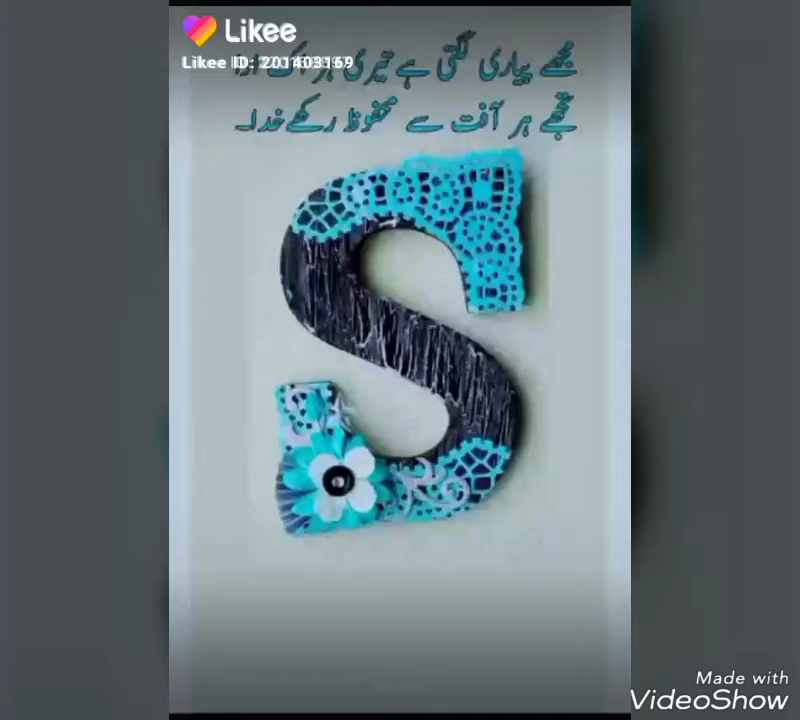 Likee
Likee ID: 201403169
مجھے پیاری لگتی ہے تیری ہر اک ادا
تجھے ہر آفت سے محفوظ رکھے خدا۔
S
Made with
VideoShow